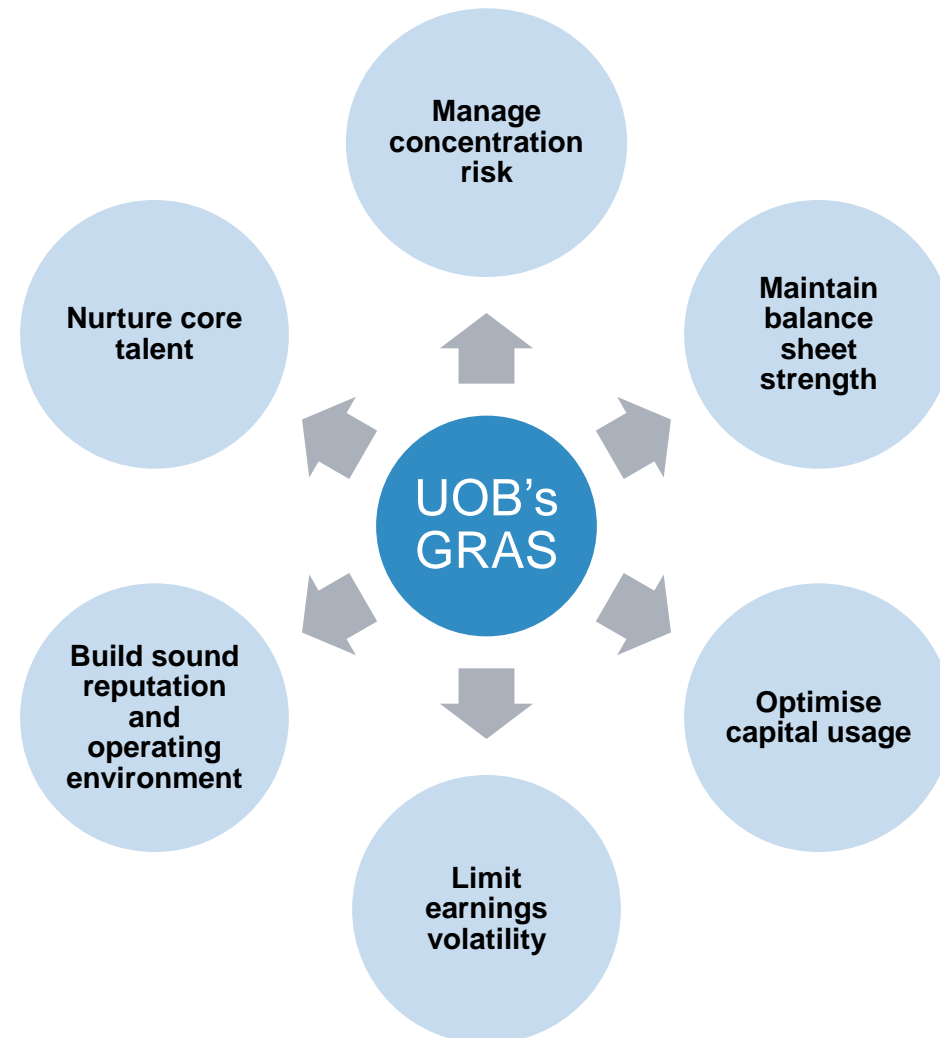 Manage
concentration
risk
Nurture core
talent
Maintain
balance
sheet
strength
UOB's
GRAS
Build sound
reputation
and
operating
environment
Optimise
capital usage
Limit
earnings
volatility